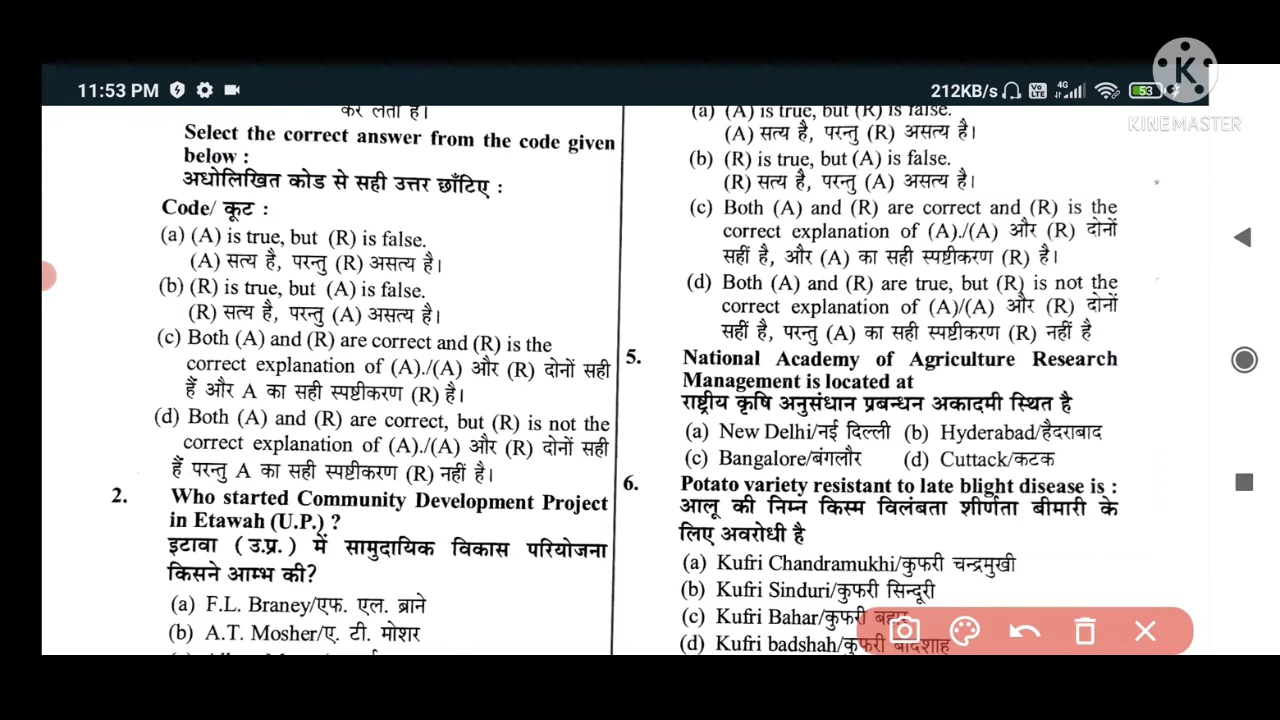 11:53 PM
212KB/s
Vo LTE
4G
53
K
KINEMASTER
कर लेता है।
Select the correct answer from the code given
below :
अधोलिखित कोड से सही उत्तर छाँटिए :
Code/ कूट :
(a) (A) is true, but (R) is false.
(A) सत्य है, परन्तु (R) असत्य है।
(b) (R) is true, but (A) is false.
(R) सत्य है, परन्तु (A) असत्य है।
(c) Both (A) and (R) are correct and (R) is the
correct explanation of (A)./(A) और (R) दोनों सही
हैं और A का सही स्पष्टीकरण (R) है।
(d) Both (A) and (R) are correct, but (R) is not the
correct explanation of (A)./(A) और (R) दोनों सही
हैं परन्तु A का सही स्पष्टीकरण (R) नहीं है।
2. Who started Community Development Project
in Etawah (U.P.) ?
इटावा (उ.प्र.) में सामुदायिक विकास परियोजना
किसने आम्भ की?
(a) F.L. Braney/एफ. एल. ब्राने
(b) A.T. Mosher/ए. टी. मोशर
(a) (A) is true, but (R) is false.
(A) सत्य है, परन्तु (R) असत्य है।
(b) (R) is true, but (A) is false.
(R) सत्य है, परन्तु (A) असत्य है।
(c) Both (A) and (R) are correct and (R) is the
correct explanation of (A)./(A) और (R) दोनों
सहीं है, और (A) का सही स्पष्टीकरण (R) है।
(d) Both (A) and (R) are true, but (R) is not the
correct explanation of (A)/(A) और (R) दोनों
सहीं है, परन्तु (A) का सही स्पष्टीकरण (R) नहीं है
5. National Academy of Agriculture Research
Management is located at
राष्ट्रीय कृषि अनुसंधान प्रबन्धन अकादमी स्थित है
(a) New Delhi/नई दिल्ली (b) Hyderabad/हैदराबाद
(c) Bangalore/बंगलौर (d) Cuttack/कटक
6. Potato variety resistant to late blight disease is :
आलू की निम्न किस्म विलंबता शीर्णता बीमारी के
लिए अवरोधी है
(a) Kufri Chandramukhi/कुफरी चन्द्रमुखी
(b) Kufri Sinduri/कुफरी सिन्दूरी
(c) Kufri Bahar/कुफरी बहार
(d) Kufri badshah/कुफरी बादशाह